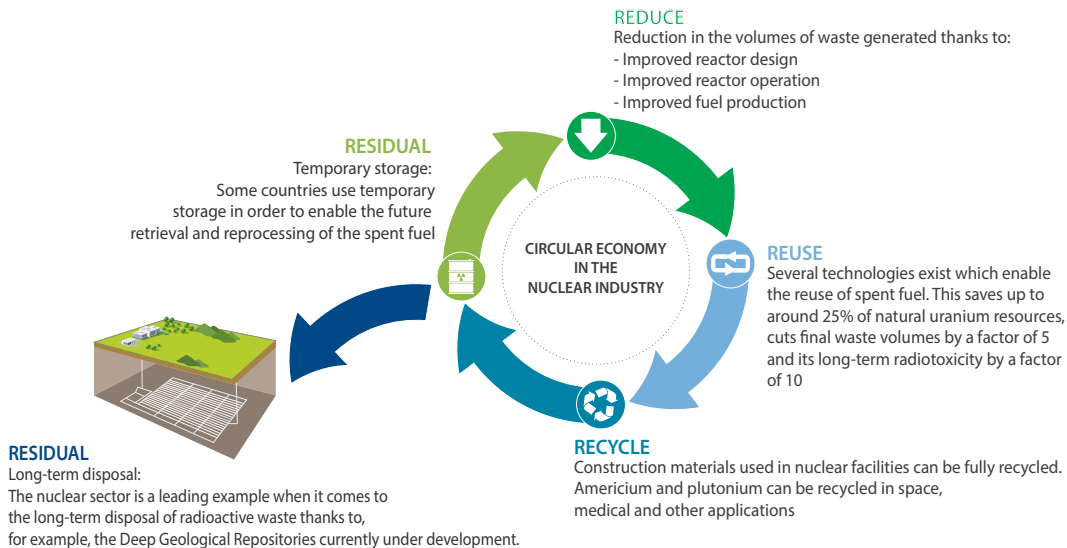 REDUCE
Reduction in the volumes of waste generated thanks to:
- Improved reactor design
- Improved reactor operation
- Improved fuel production
RESIDUAL
Temporary storage:
Some countries use temporary
storage in order to enable the future
retrieval and reprocessing of the spent fuel
CIRCULAR ECONOMY
IN THE
NUCLEAR INDUSTRY
REUSE
Several technologies exist which enable
the reuse of spent fuel. This saves up to
around 25% of natural uranium resources,
cuts final waste volumes by a factor of 5
and its long-term radiotoxicity by a factor
of 10
RECYCLE
Construction materials used in nuclear facilities can be fully recycled.
Americium and plutonium can be recycled in space,
medical and other applications
RESIDUAL
Long-term disposal:
The nuclear sector is a leading example when it comes to
the long-term disposal of radioactive waste thanks to,
for example, the Deep Geological Repositories currently under development.